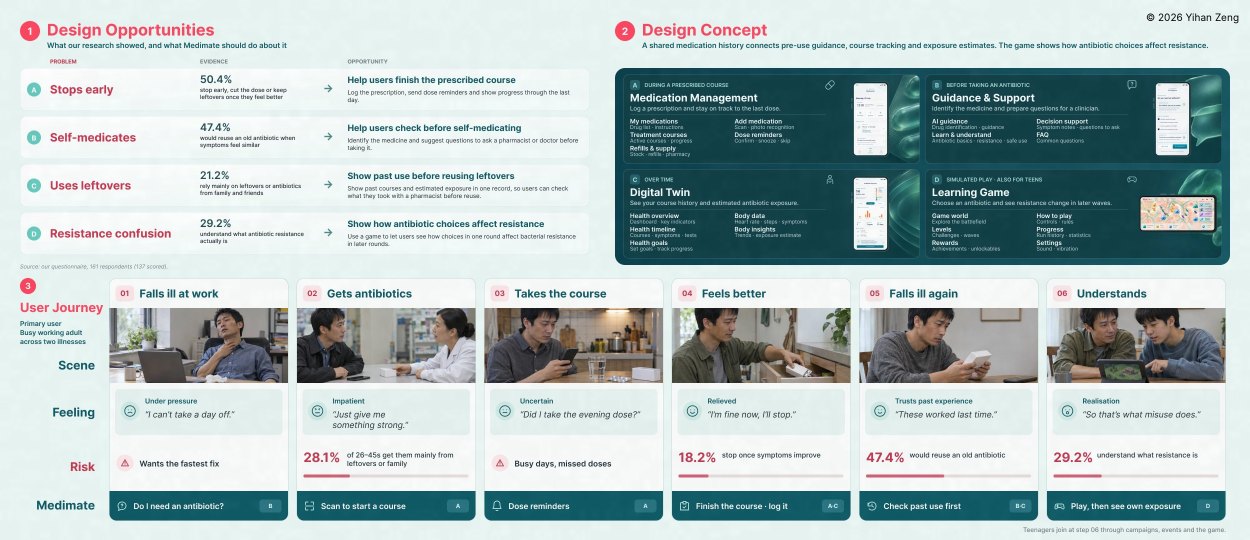 © 2026 Yihan Zeng
1 Design Opportunities
What our research showed, and what Medimate should do about it
PROBLEM EVIDENCE OPPORTUNITY
A Stops early
50.4%
stop early, cut the dose or keep
leftovers once they feel better
Help users finish the prescribed course
Log the prescription, send dose reminders and show progress through the last
day.
B Self-medicates
47.4%
would reuse an old antibiotic when
symptoms feel similar
Help users check before self-medicating
Identify the medicine and suggest questions to ask a pharmacist or doctor before
taking it.
C Uses leftovers
21.2%
rely mainly on leftovers or antibiotics
from family and friends
Show past use before reusing leftovers
Show past courses and estimated exposure in one record, so users can check
what they took with a pharmacist before reuse.
D Resistance confusion
29.2%
understand what antibiotic resistance
actually is
Show how antibiotic choices affect resistance
Use a game to let users see how choices in one round affect bacterial resistance
in later rounds.
Source: our questionnaire, 161 respondents (137 scored).
2 Design Concept
A shared medication history connects pre-use guidance, course tracking and exposure estimates. The game shows how antibiotic choices affect resistance.
A DURING A PRESCRIBED COURSE
Medication Management
Log a prescription and stay on track to the last dose.
My medications
Drug list · instructions
Treatment courses
Active courses · progress
Refills & supply
Stock · refills · pharmacy
Add medication
Scan · photo recognition
Dose reminders
Confirm · snooze · skip
B BEFORE TAKING AN ANTIBIOTIC
Guidance & Support
Identify the medicine and prepare questions for a clinician.
AI guidance
Drug identification · guidance
Learn & understand
Antibiotic basics · resistance · safe use
Decision support
Symptom notes · questions to ask
FAQ
Common questions
C OVER TIME
Digital Twin
See your course history and estimated antibiotic exposure.
Health overview
Dashboard · key indicators
Health timeline
Courses · symptoms · tests
Health goals
Set goals · track progress
Body data
Heart rate · steps · symptoms
Body insights
Trends · exposure estimate
D SIMULATED PLAY · ALSO FOR TEENS
Learning Game
Choose an antibiotic and see resistance change in later waves.
Game world
Explore the battlefield
Levels
Challenges · waves
Rewards
Achievements · unlockables
How to play
Controls · rules
Progress
Run history · statistics
Settings
Sound · vibration
3
User Journey
Primary user
Busy working adult
across two illnesses
01 Falls ill at work
02 Gets antibiotics
03 Takes the course
04 Feels better
05 Falls ill again
06 Understands
Scene
Feeling
Under pressure
"I can't take a day off."
Impatient
"Just give me
something strong."
Uncertain
"Did I take the evening dose?"
Relieved
"I'm fine now, I'll stop."
Trusts past experience
"These worked last time."
Realisation
"So that's what misuse does."
Risk
Wants the fastest fix
28.1% of 26–45s get them mainly from
leftovers or family
Busy days, missed doses
18.2% stop once symptoms improve
47.4% would reuse an old antibiotic
29.2% understand what resistance is
Medimate
Do I need an antibiotic? B
Scan to start a course A
Dose reminders A
Finish the course · log it A·C
Check past use first B·C
Play, then see own exposure D
Teenagers join at step 06 through campaigns, events and the game.